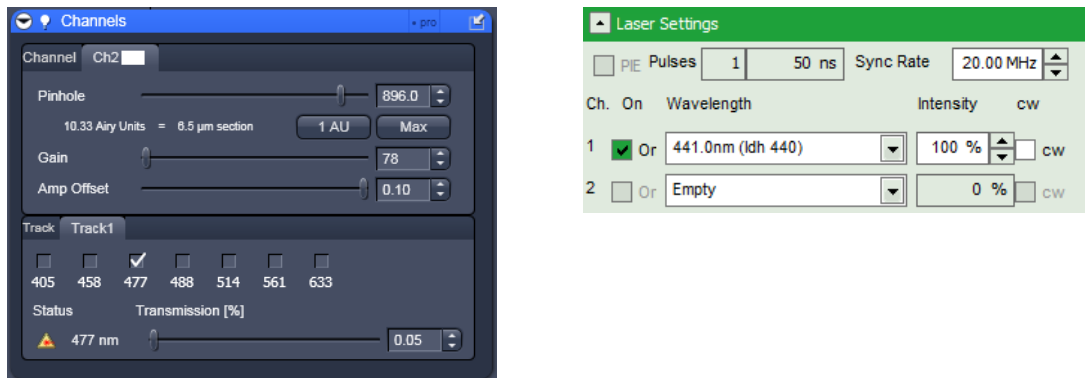 Channels
• pro
Channel Ch2
Pinhole 896.0
10.33 Airy Units = 6.5 µm section 1 AU Max
Gain 78
Amp Offset 0.10
Track Track1
405 458 477 488 514 561 633
Status Transmission [%]
477 nm 0.05
Laser Settings
PIE Pulses 1 50 ns Sync Rate 20.00 MHz
Ch. On Wavelength Intensity cw
1 Or 441.0nm (ldh 440) 100 % cw
2 Or Empty 0 % cw